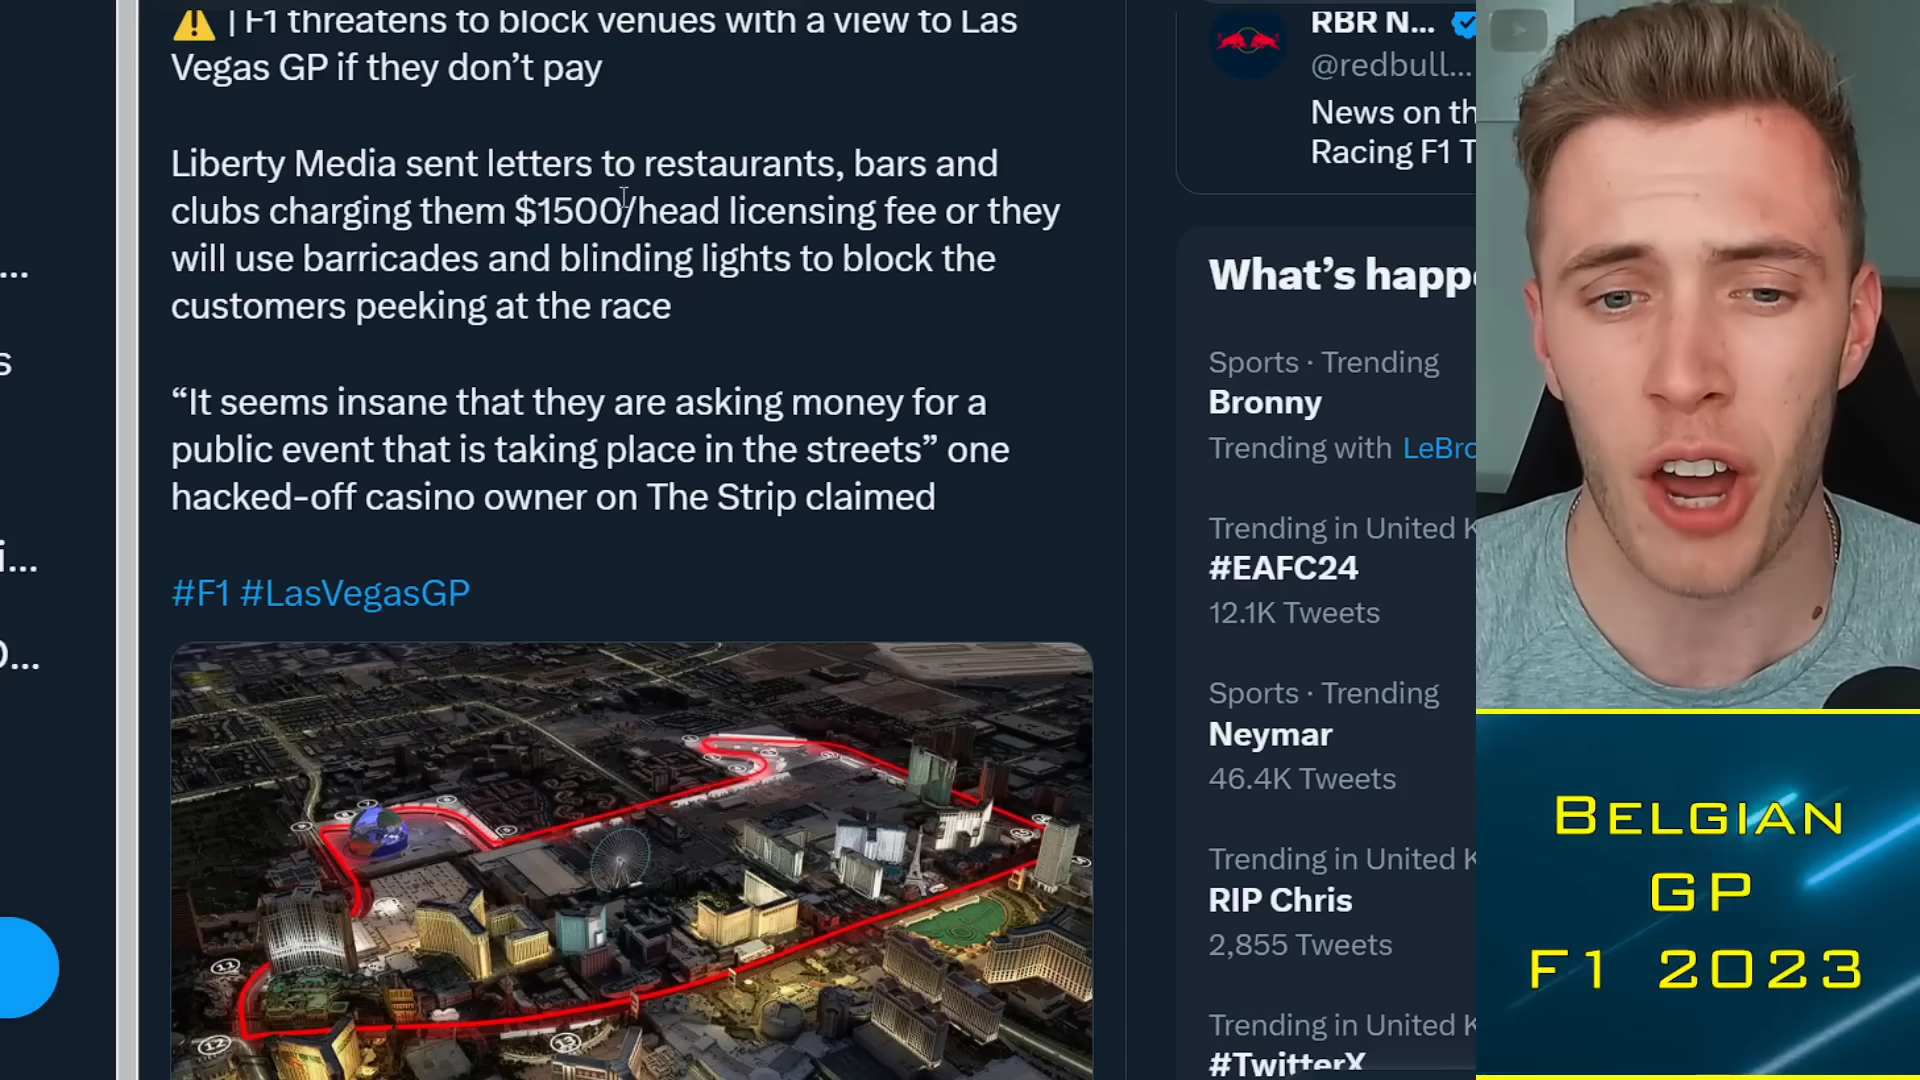 ⚠️ | F1 threatens to block venues with a view to Las
Vegas GP if they don’t pay
Liberty Media sent letters to restaurants, bars and
clubs charging them $1500/head licensing fee or they
will use barricades and blinding lights to block the
customers peeking at the race
“It seems insane that they are asking money for a
public event that is taking place in the streets” one
hacked-off casino owner on The Strip claimed
#F1 #LasVegasGP
11
12
13
RBR N...
@redbull...
News on th
Racing F1 T
What’s happ
Sports · Trending
Bronny
Trending with LeBro
Trending in United K
#EAFC24
12.1K Tweets
Sports · Trending
Neymar
46.4K Tweets
Trending in United K
RIP Chris
2,855 Tweets
Trending in United K
#TwitterX
BELGIAN
GP
F1 2023